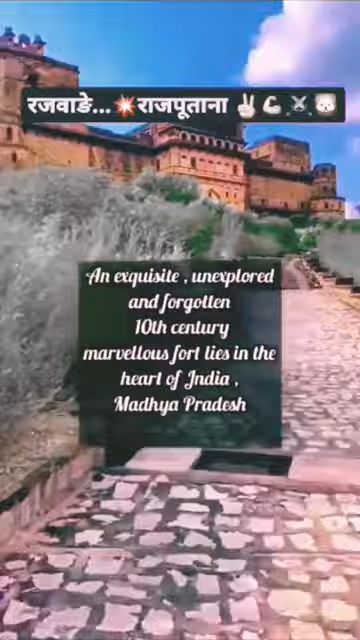 रजवाडे...💥राजपूताना ✌🏻💪🏻⚔️🐻
An exquisite , unexplored
and forgotten
10th century
marvellous fort lies in the
heart of India ,
Madhya Pradesh